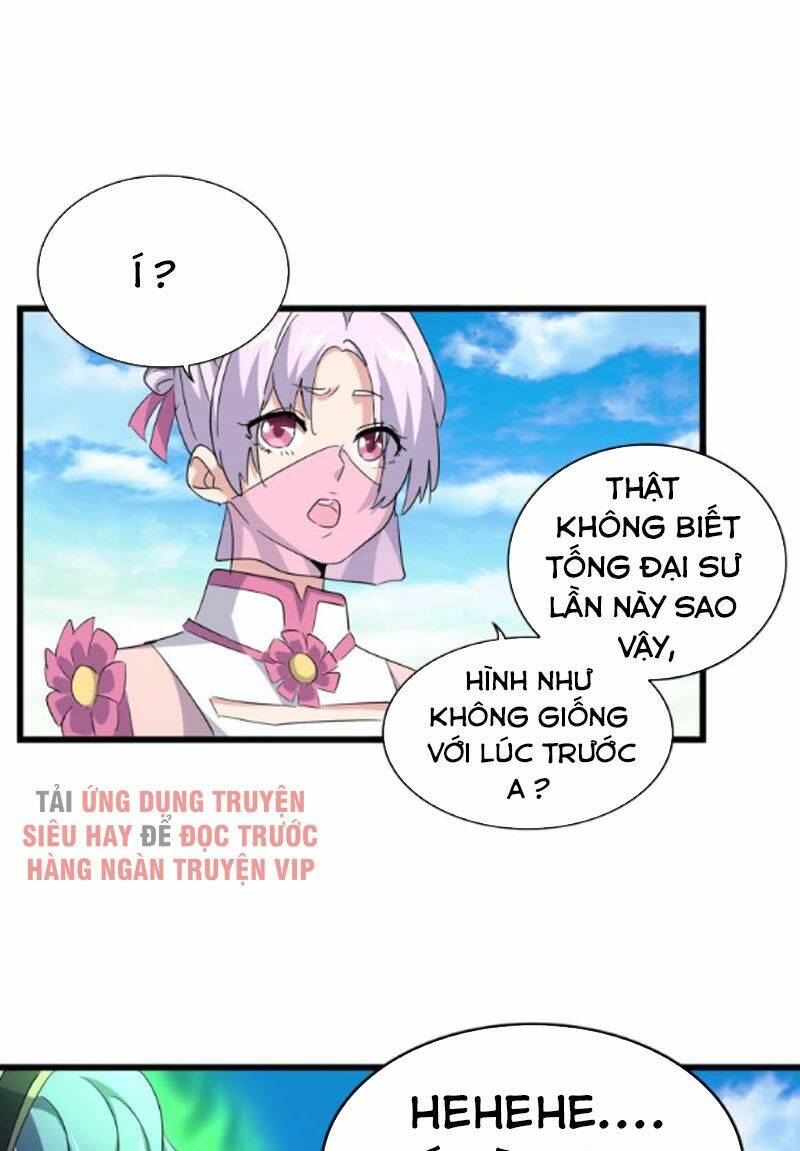 Í?
THẬT
KHÔNG BIẾT
TỐNG ĐẠI SƯ
LẦN NÀY SAO
VẬY,
HÌNH NHƯ
KHÔNG GIỐNG
VỚI LÚC TRƯỚC
A?
TẢI ỨNG DỤNG TRUYỆN
SIÊU HAY ĐỂ ĐỌC TRƯỚC
HÀNG NGÀN TRUYỆN VIP
HEHEHE....